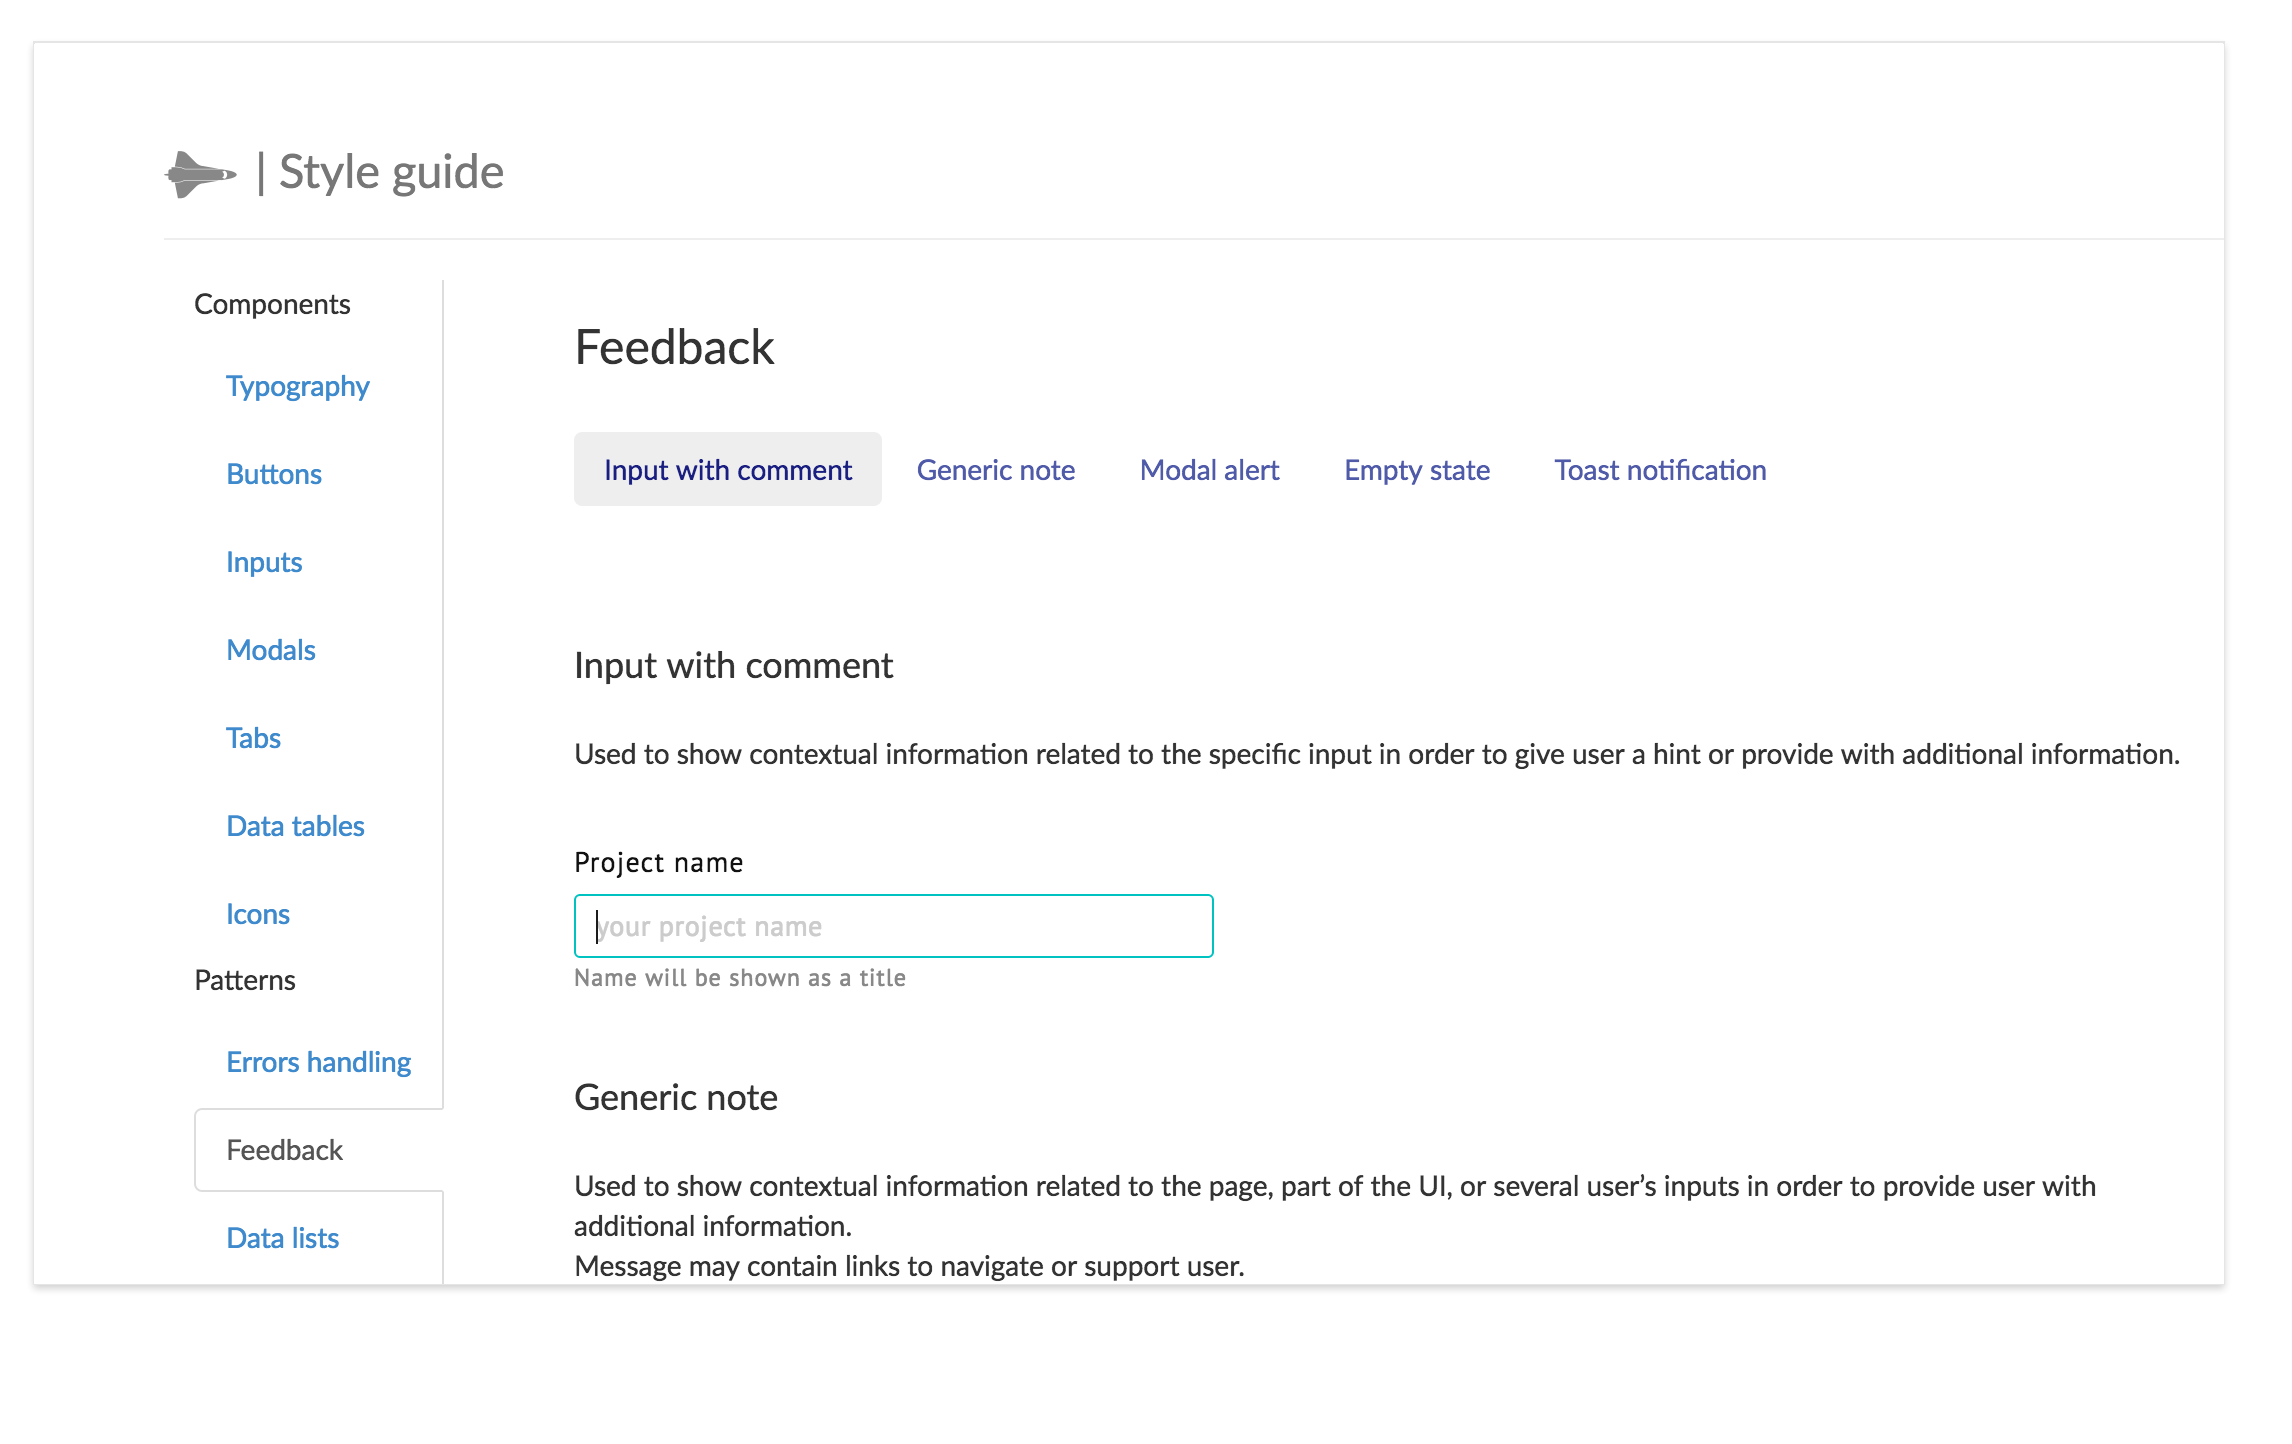 | Style guide
Components
Typography
Buttons
Inputs
Modals
Tabs
Data tables
Icons
Patterns
Errors handling
Feedback
Data lists
Feedback
Input with comment
Generic note
Modal alert
Empty state
Toast notification
Input with comment
Used to show contextual information related to the specific input in order to give user a hint or provide with additional information.
Project name
your project name
Name will be shown as a title
Generic note
Used to show contextual information related to the page, part of the UI, or several user’s inputs in order to provide user with
additional information.
Message may contain links to navigate or support user.